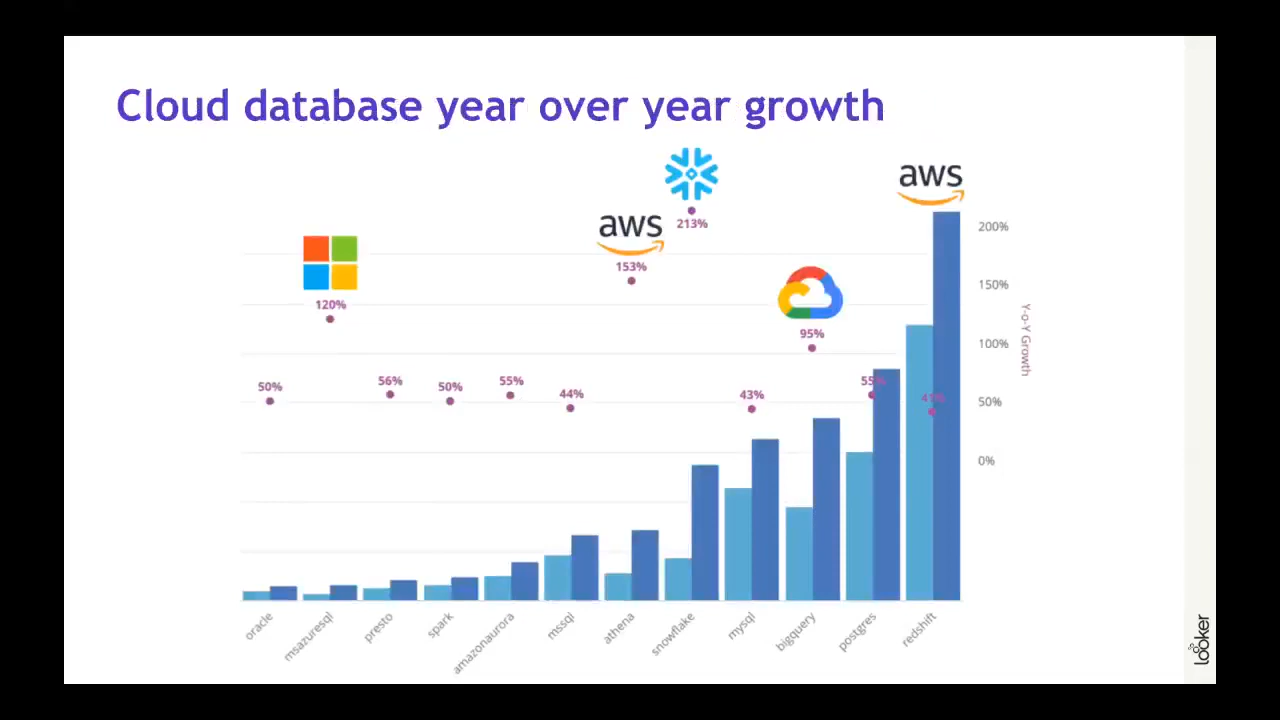 Cloud database year over year growth
aws
213%
aws
200%
153%
150%
120%
95%
100%
Y-o-Y Growth
50%
56%
50%
55%
44%
43%
55%
41%
50%
0%
oracle
msazuresql
presto
spark
amazonaurora
mssql
athena
snowflake
mysql
bigquery
postgres
redshift
looker